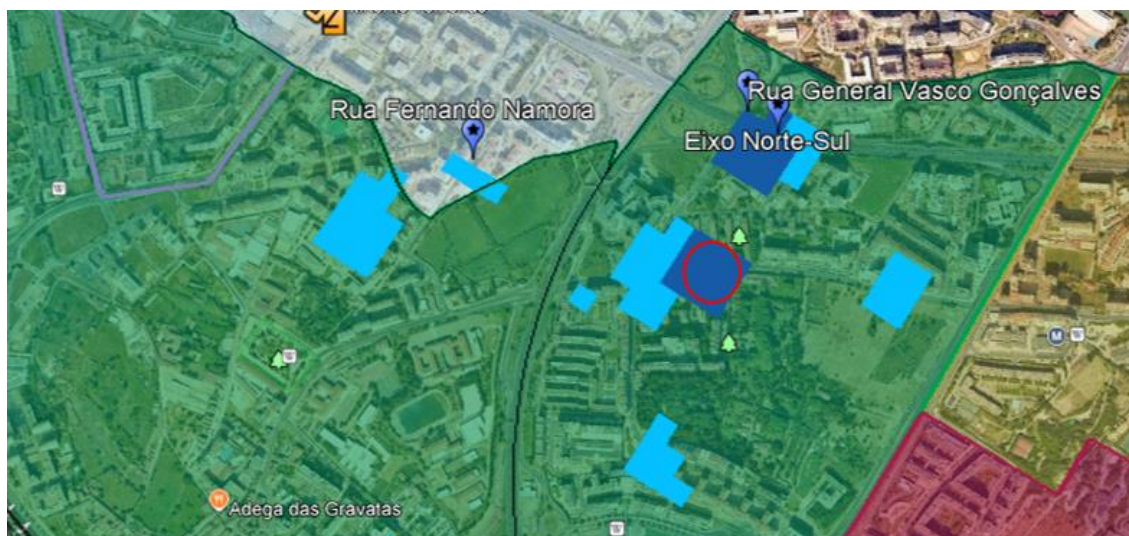 Rua Fernando Namora
Rua General Vasco Gonçalves
Eixo Norte-Sul
M
Adega das Gravatas